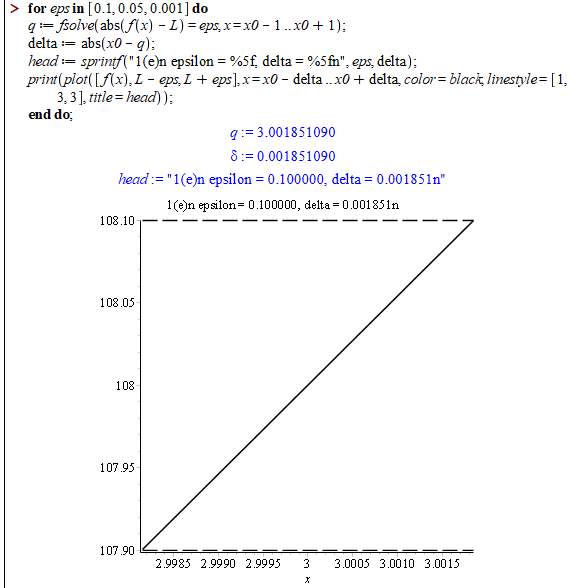 > for eps in [0.1, 0.05, 0.001] do
q := fsolve(abs(f(x) − L) = eps, x = x0 − 1 ..x0 + 1);
delta := abs(x0 − q);
head := sprintf("1(e)n epsilon = %5f, delta = %5fn", eps, delta);
print(plot([f(x), L − eps, L + eps], x = x0 − delta ..x0 + delta, color = black, linestyle = [1,
3, 3], title = head));
end do;
q := 3.001851090
δ := 0.001851090
head := "1(e)n epsilon = 0.100000, delta = 0.001851n"
1(e)n epsilon = 0.100000, delta = 0.001851n
108.10
108.05
108
107.95
107.90
2.9985 2.9990 2.9995 3 3.0005 3.0010 3.0015
x